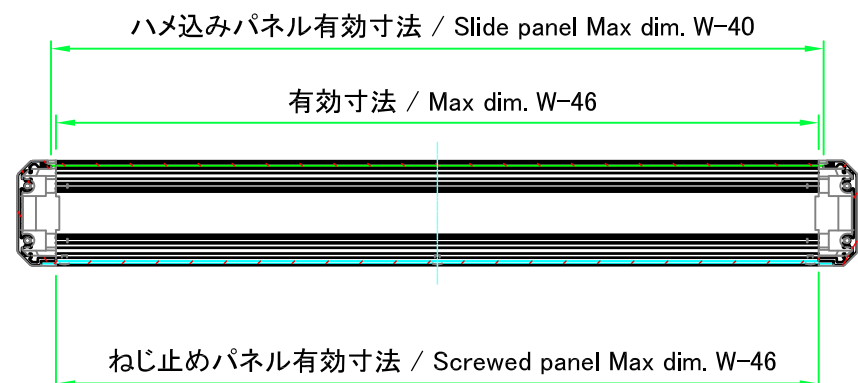 ハメ込みパネル有効寸法 / Slide panel Max dim. W-40
有効寸法 / Max dim. W-46
ねじ止めパネル有効寸法 / Screwed panel Max dim. W-46